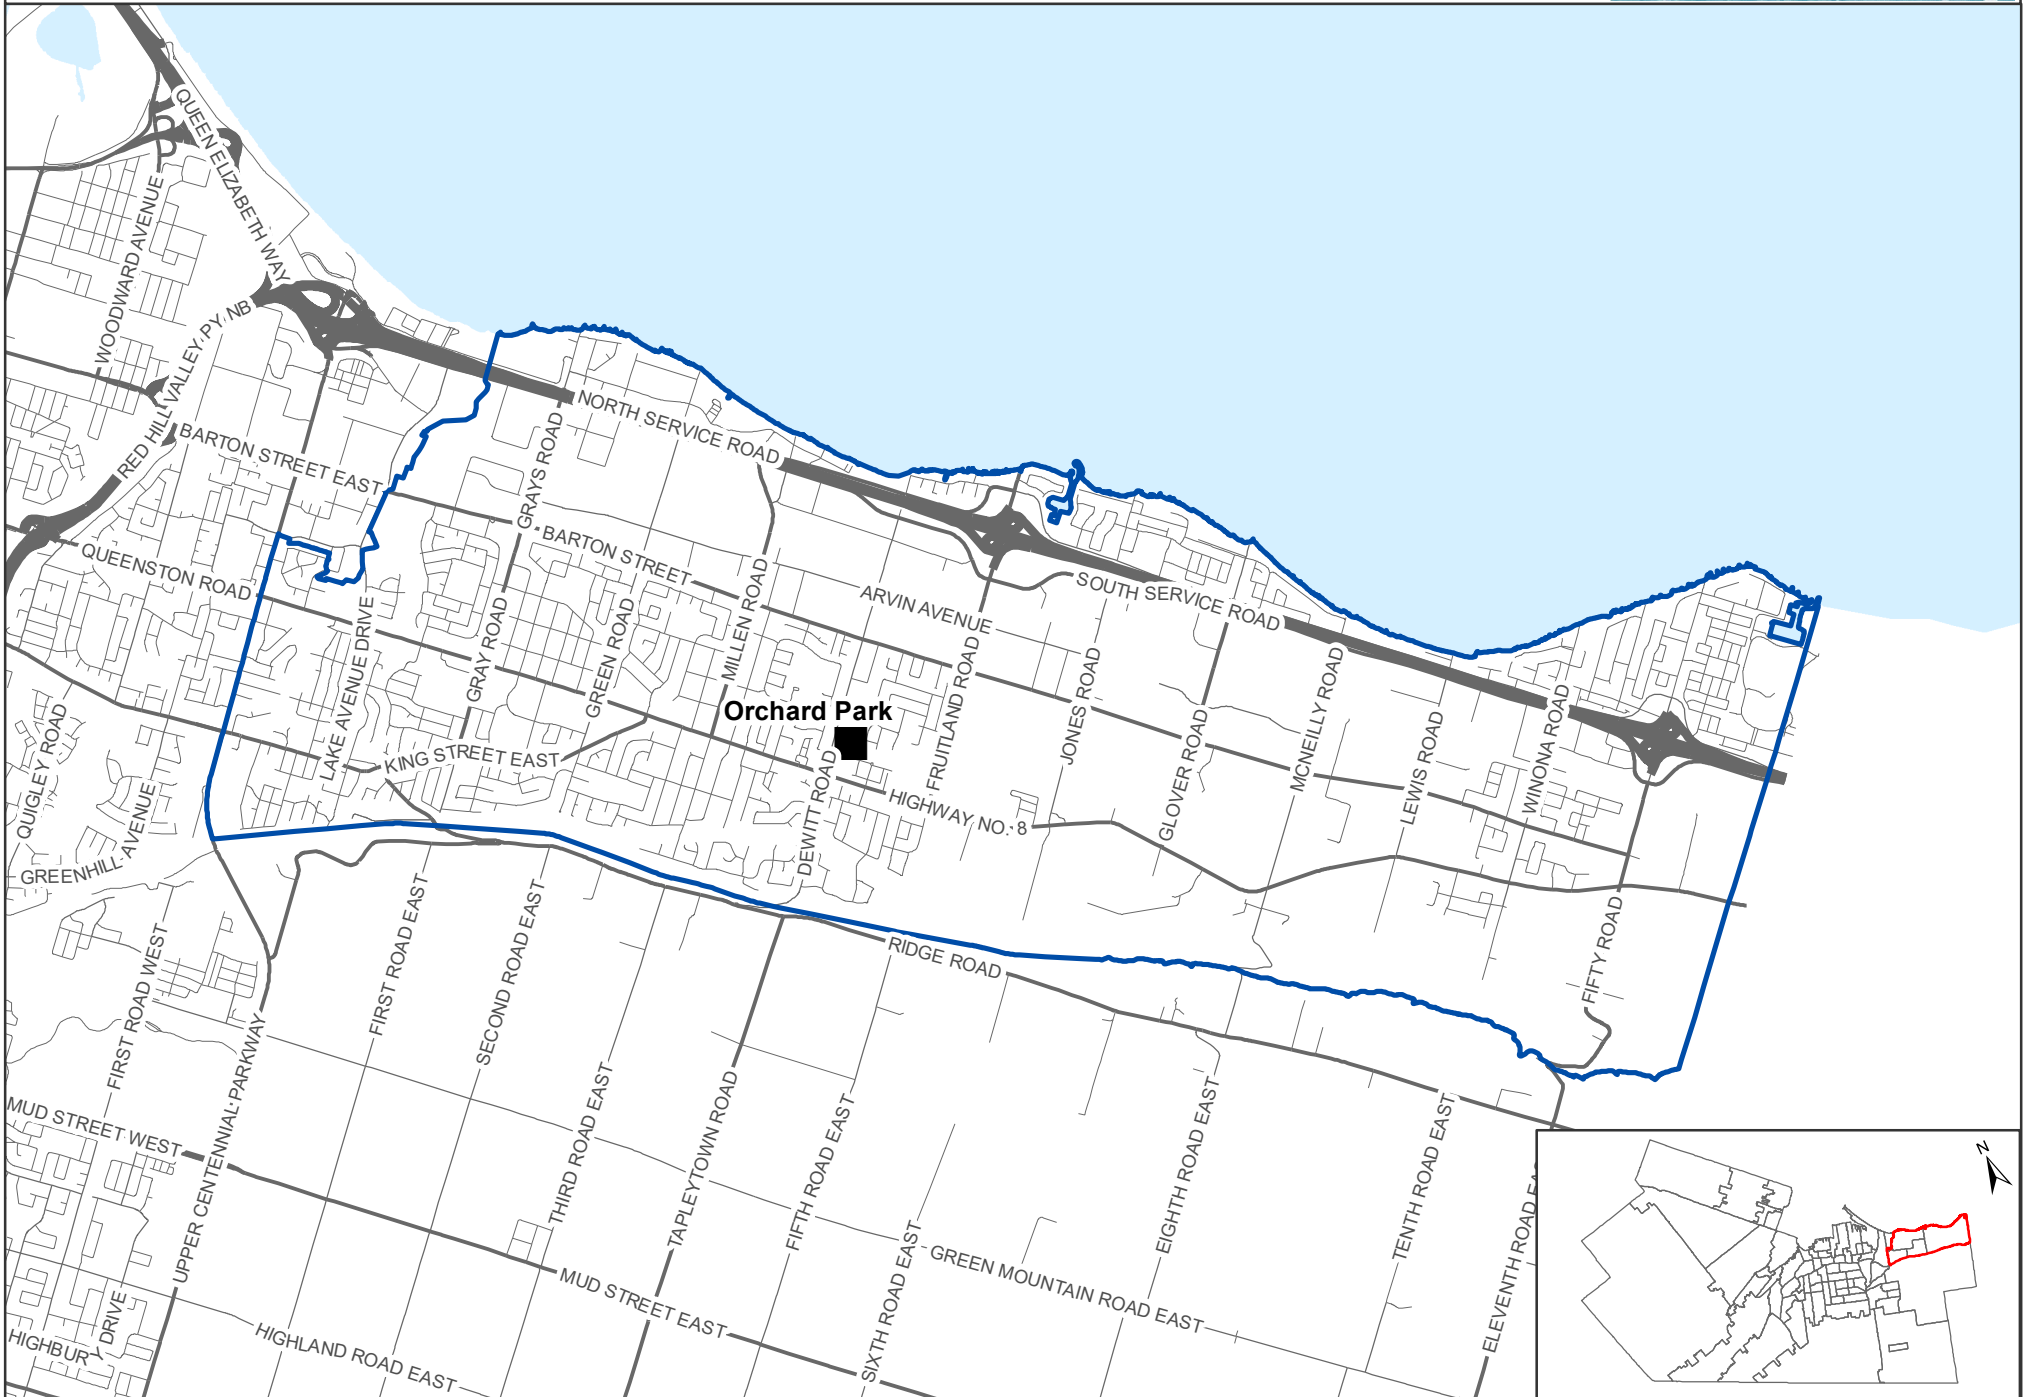 QUEEN ELIZABETH WAY
WOODWARD AVENUE
RED HILL VALLEY PY NB
NORTH SERVICE ROAD
BARTON STREET EAST
GRAYS ROAD
BARTON STREET
QUEENSTON ROAD
ARVIN AVENUE
SOUTH SERVICE ROAD
LAKE AVENUE DRIVE
GRAY ROAD
GREEN ROAD
MILLEN ROAD
FRUITLAND ROAD
JONES ROAD
GLOVER ROAD
MCNEILLY ROAD
LEWIS ROAD
WINONA ROAD
Orchard Park
QUIGLEY ROAD
KING STREET EAST
DEWITT ROAD
HIGHWAY NO. 8
GREENHILL AVENUE
FIRST ROAD WEST
FIRST ROAD EAST
SECOND ROAD EAST
RIDGE ROAD
FIFTY ROAD
MUD STREET WEST
UPPER CENTENNIAL PARKWAY
THIRD ROAD EAST
TAPLEYTOWN ROAD
FIFTH ROAD EAST
EIGHTH ROAD EAST
TENTH ROAD EAST
ELEVENTH ROAD EA
N
SIXTH ROAD EAST
GREEN MOUNTAIN ROAD EAST
MUD STREET EAST
HIGHLAND ROAD EAST
HIGHBURY DRIVE